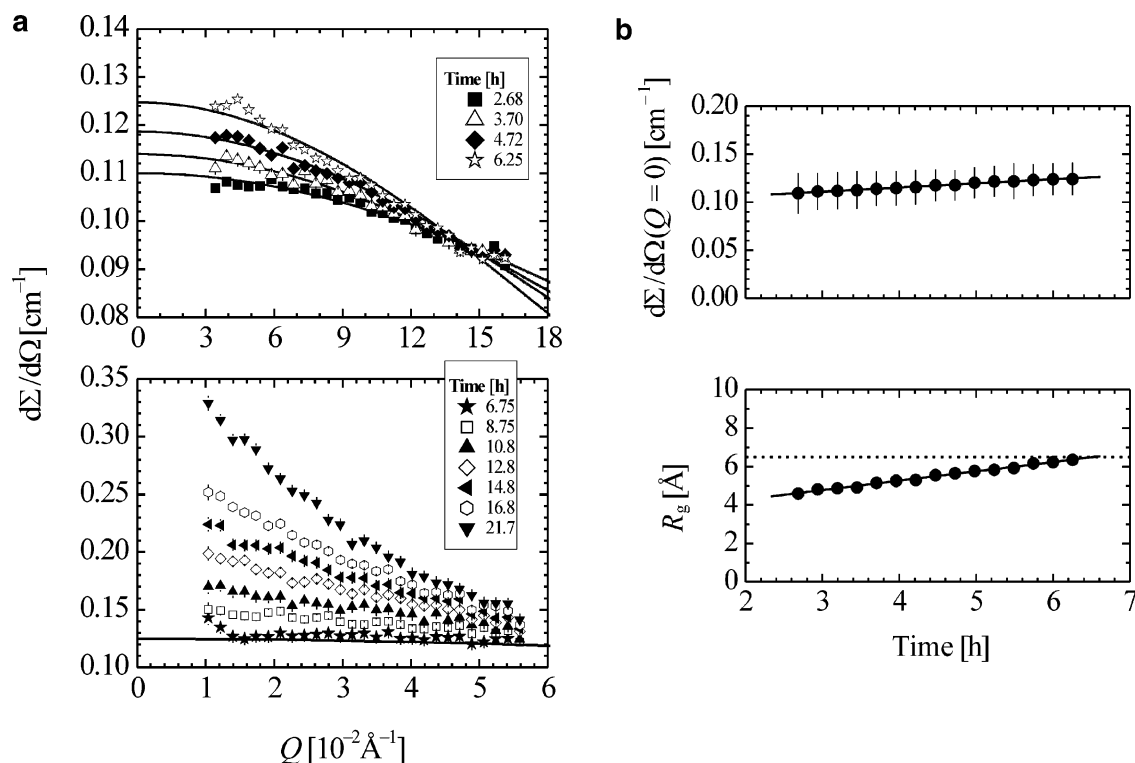 a
dΣ/dΩ [cm⁻¹]
0.14
0.13
0.12
0.11
0.10
0.09
0.08
0 3 6 9 12 15 18
Time [h]
2.68
3.70
4.72
6.25
0.35
0.30
0.25
0.20
0.15
0.10
0 1 2 3 4 5 6
Time [h]
6.75
8.75
10.8
12.8
14.8
16.8
21.7
Q [10⁻²Å⁻¹]
b
dΣ/dΩ(Q = 0) [cm⁻¹]
0.20
0.15
0.10
0.05
0.00
Rg [Å]
10
8
6
4
2
0
2 3 4 5 6 7
Time [h]